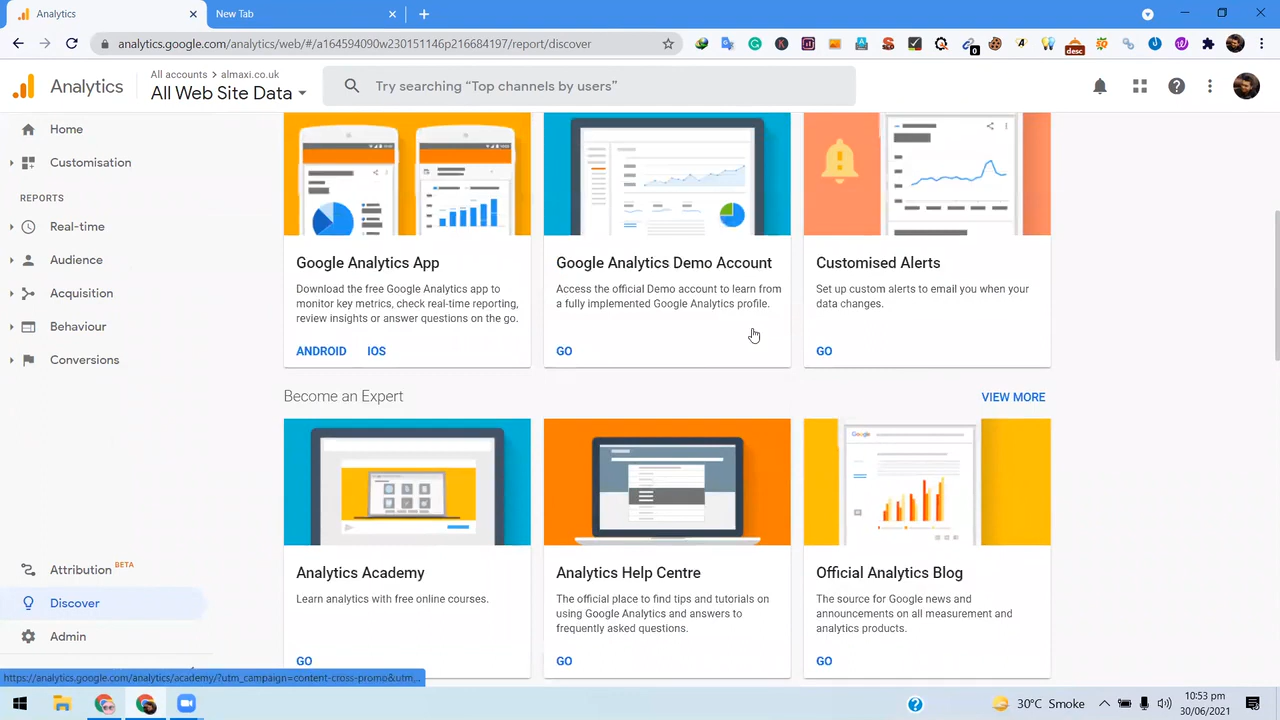 Analytics
New Tab
analytics.google.com/analytics/web/#/a164594090w230151146p216684197/report/discover
0
desc
Analytics
All accounts > almaxi.co.uk
All Web Site Data
Try searching “Top channels by users”
Home
Customisation
REPORTS
Real-time
Audience
Acquisition
Behaviour
Conversions
Attribution BETA
Discover
Admin
Google Analytics App
Download the free Google Analytics app to
monitor key metrics, check real-time reporting,
review insights or answer questions on the go.
ANDROID IOS
Google Analytics Demo Account
Access the official Demo account to learn from
a fully implemented Google Analytics profile.
GO
Customised Alerts
Set up custom alerts to email you when your
data changes.
GO
Become an Expert
VIEW MORE
Analytics Academy
Learn analytics with free online courses.
GO
Analytics Help Centre
The official place to find tips and tutorials on
using Google Analytics and answers to
frequently asked questions.
GO
Google
Official Analytics Blog
The source for Google news and
announcements on all measurement and
analytics products.
GO
https://analytics.google.com/analytics/academy/?utm_campaign=content-cross-promo&utm_...
30°C Smoke
10:53 pm
30/06/2021